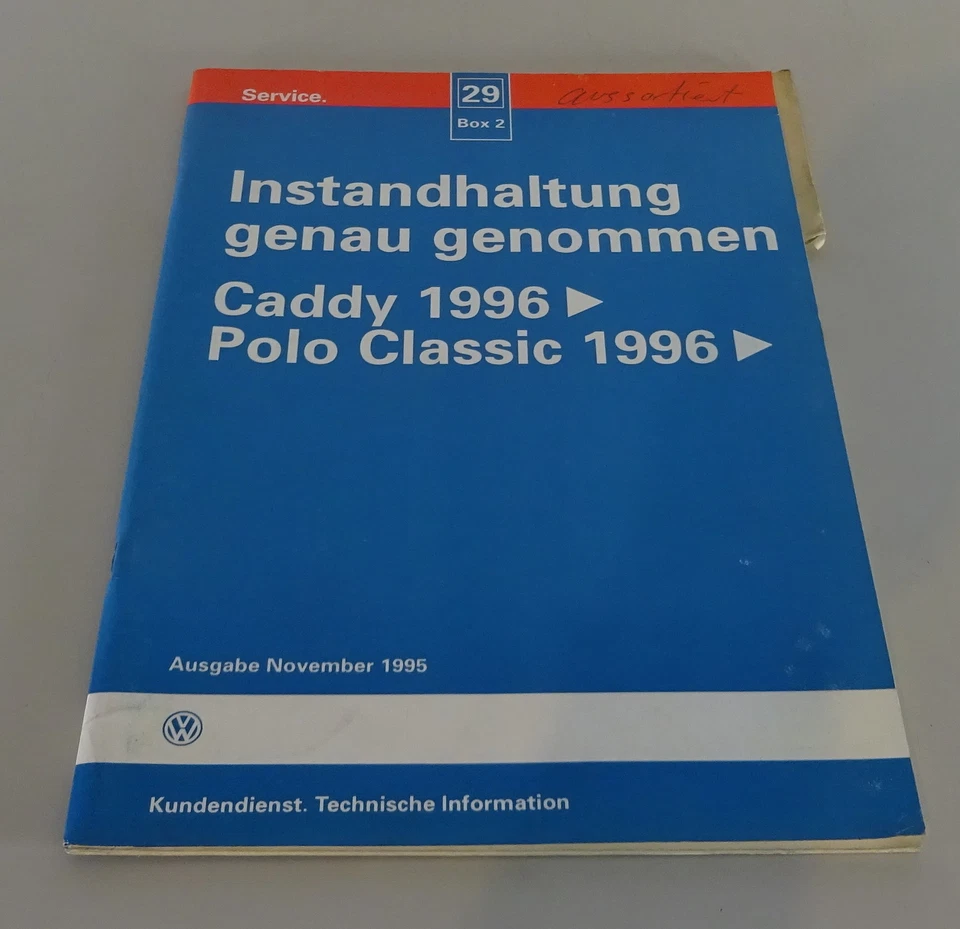 Service.
29
aussortiert
Box 2
Instandhaltung
genau genommen
Caddy 1996 ►
Polo Classic 1996 ►
Ausgabe November 1995
VW
Kundendienst. Technische Information